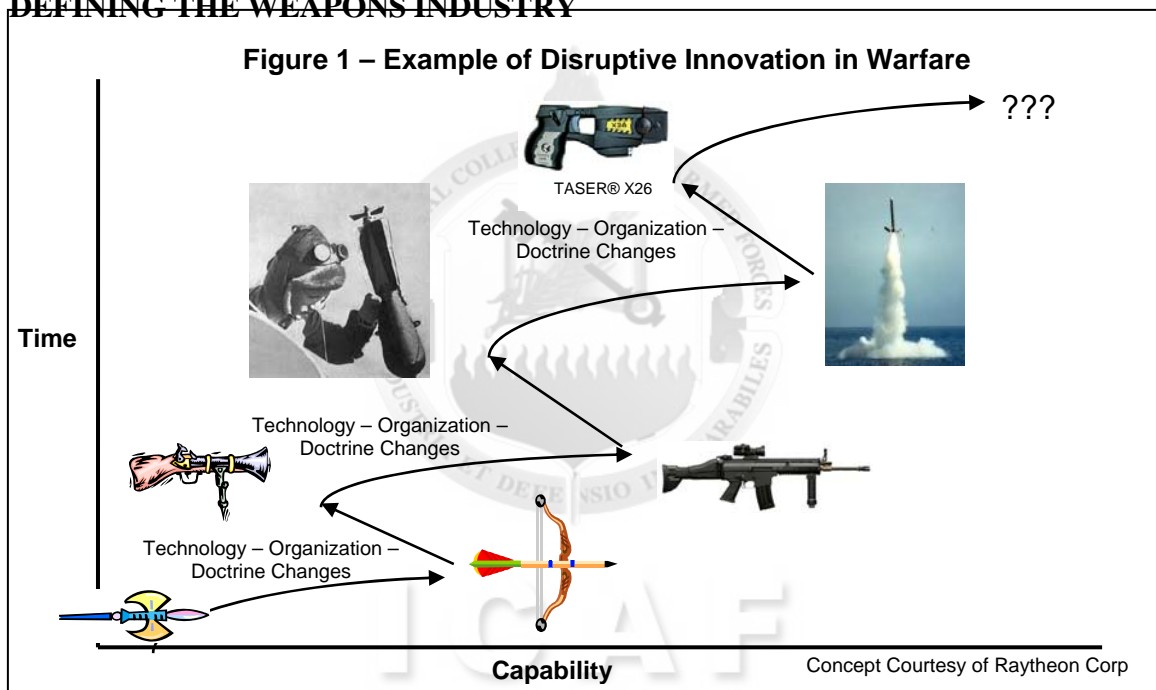 DEFINING THE WEAPONS INDUSTRY
Figure 1 – Example of Disruptive Innovation in Warfare
???
TASER® X26
Technology – Organization –
Doctrine Changes
Time
Technology – Organization –
Doctrine Changes
Technology – Organization –
Doctrine Changes
ICAF
Capability
Concept Courtesy of Raytheon Corp